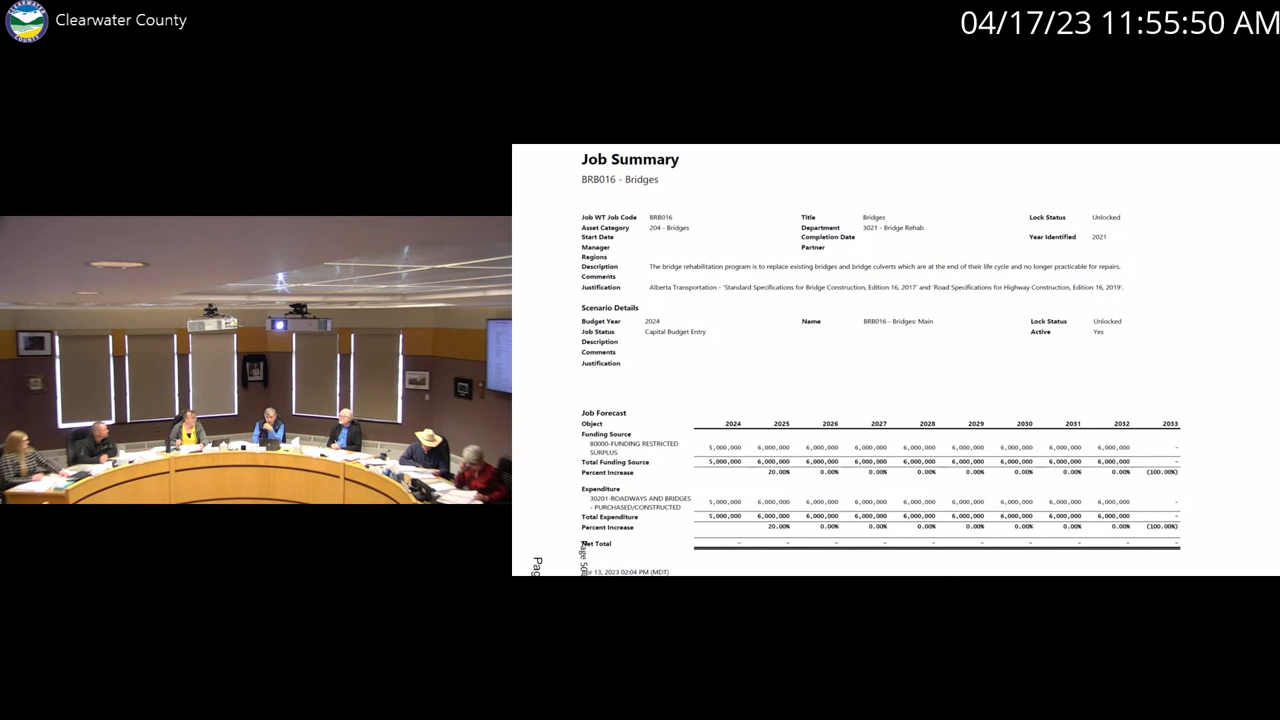 Clearwater County
04/17/23 11:55:50 AM
Job Summary
BRB016 - Bridges
Job WT Job Code BRB016 Title Bridges Lock Status Unlocked
Asset Category 204 - Bridges Department 3021 - Bridge Rehab
Start Date Completion Date Year Identified 2021
Manager Partner
Regions
Description The bridge rehabilitation program is to replace existing bridges and bridge culverts which are at the end of their life cycle and no longer practicable for repairs.
Comments
Justification Alberta Transportation - 'Standard Specifications for Bridge Construction, Edition 16, 2017' and 'Road Specifications for Highway Construction, Edition 16, 2019'.
Scenario Details
Budget Year 2024 Name BRB016 - Bridges: Main Lock Status Unlocked
Job Status Capital Budget Entry Active Yes
Description
Comments
Justification
Job Forecast
Object 2024 2025 2026 2027 2028 2029 2030 2031 2032 2033
Funding Source
80000-FUNDING RESTRICTED
SURPLUS 5,000,000 6,000,000 6,000,000 6,000,000 6,000,000 6,000,000 6,000,000 6,000,000 6,000,000 -
Total Funding Source 5,000,000 6,000,000 6,000,000 6,000,000 6,000,000 6,000,000 6,000,000 6,000,000 6,000,000 -
Percent Increase 20.00% 0.00% 0.00% 0.00% 0.00% 0.00% 0.00% 0.00% (100.00%)
Expenditure
30201-ROADWAYS AND BRIDGES
- PURCHASED/CONSTRUCTED 5,000,000 6,000,000 6,000,000 6,000,000 6,000,000 6,000,000 6,000,000 6,000,000 6,000,000 -
Total Expenditure 5,000,000 6,000,000 6,000,000 6,000,000 6,000,000 6,000,000 6,000,000 6,000,000 6,000,000 -
Percent Increase 20.00% 0.00% 0.00% 0.00% 0.00% 0.00% 0.00% 0.00% (100.00%)
Net Total - - - - - - - - - -
13, 2023 02:04 PM (MDT)